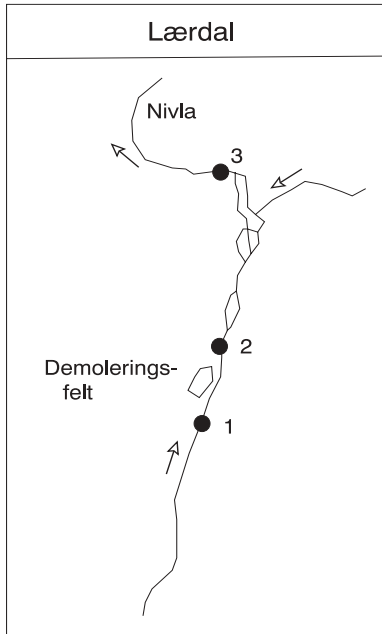 Lærdal
Nivla
3
2
Demolerings-
felt
1